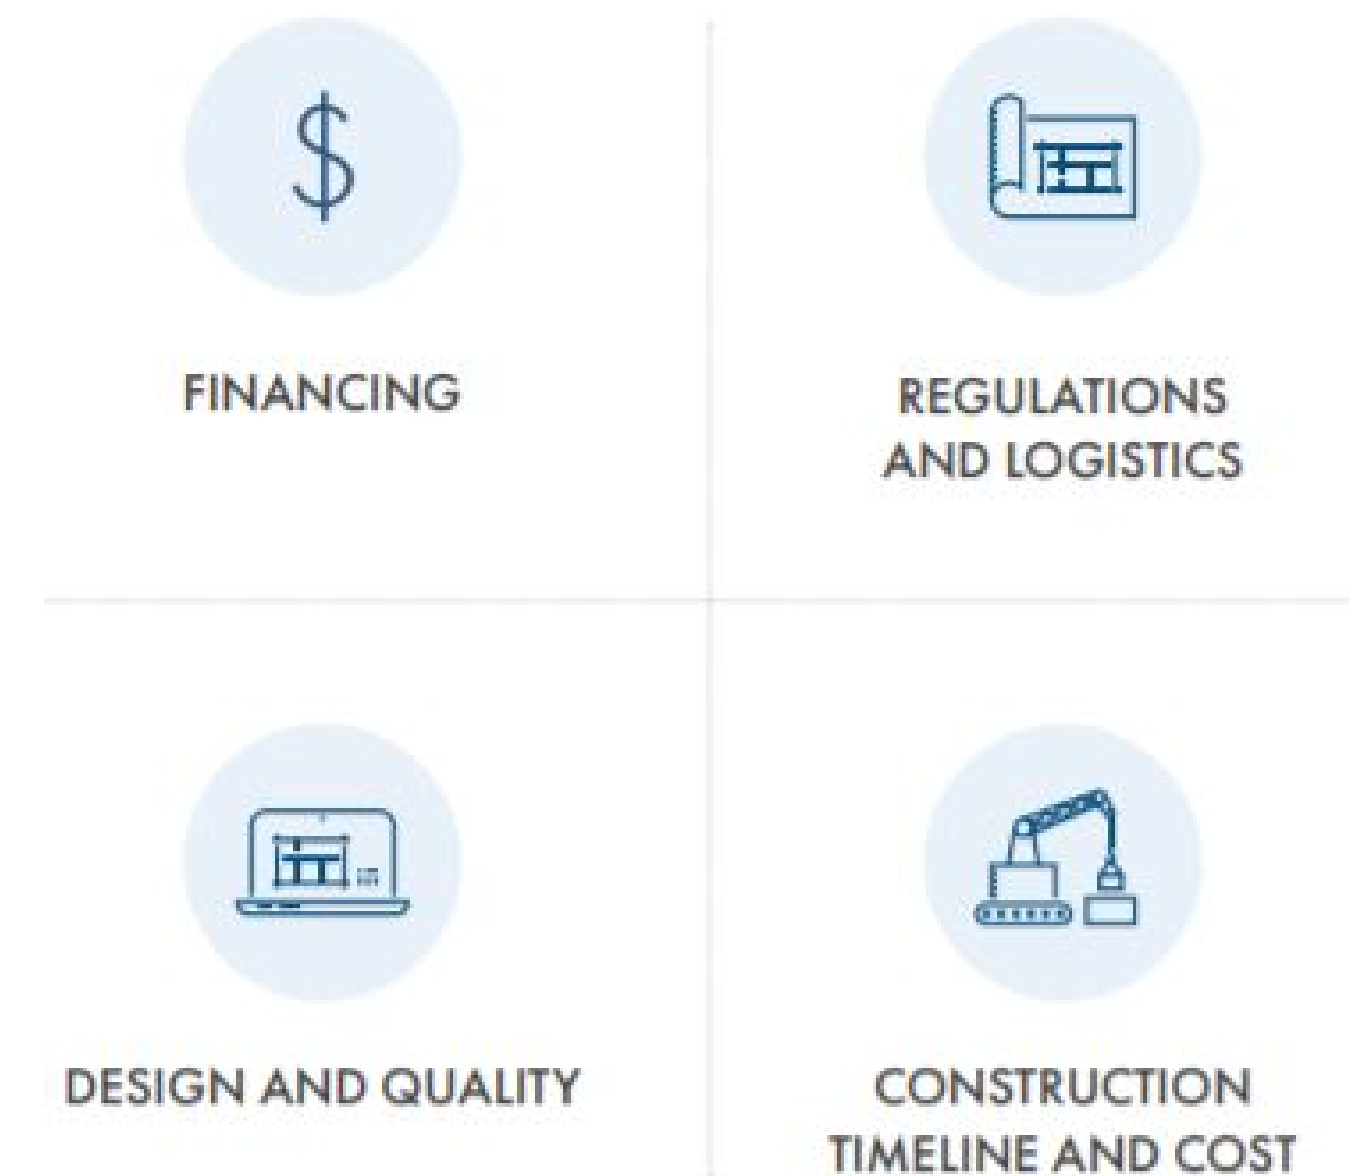 $
FINANCING
REGULATIONS
AND LOGISTICS
DESIGN AND QUALITY
CONSTRUCTION
TIMELINE AND COST